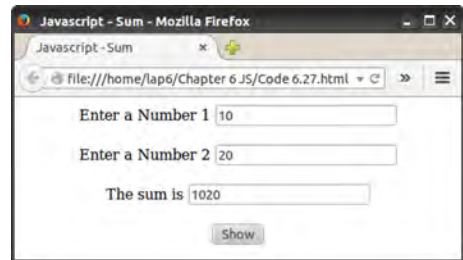 Javascript - Sum - Mozilla Firefox
Javascript - Sum
file:///home/lap6/Chapter 6 JS/Code 6.27.html
Enter a Number 1 10
Enter a Number 2 20
The sum is 1020
Show